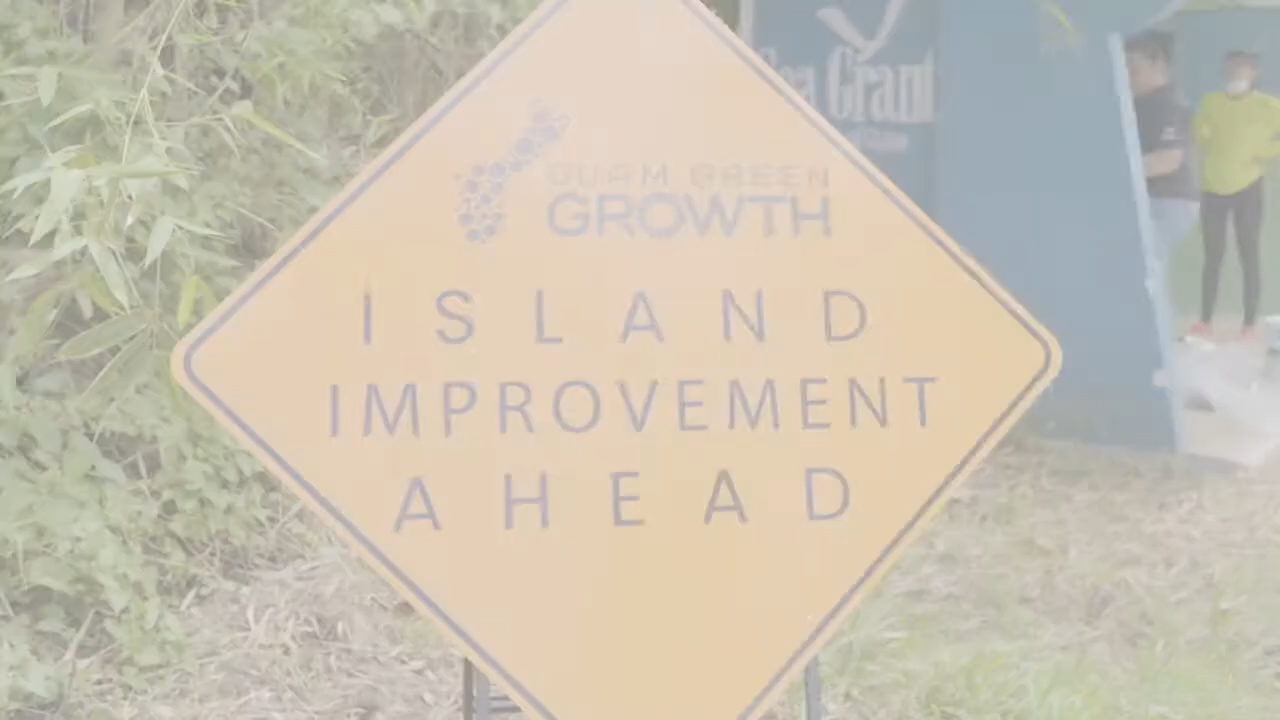 Sea Grant
GUAM GREEN
GROWTH
ISLAND
IMPROVEMENT
AHEAD